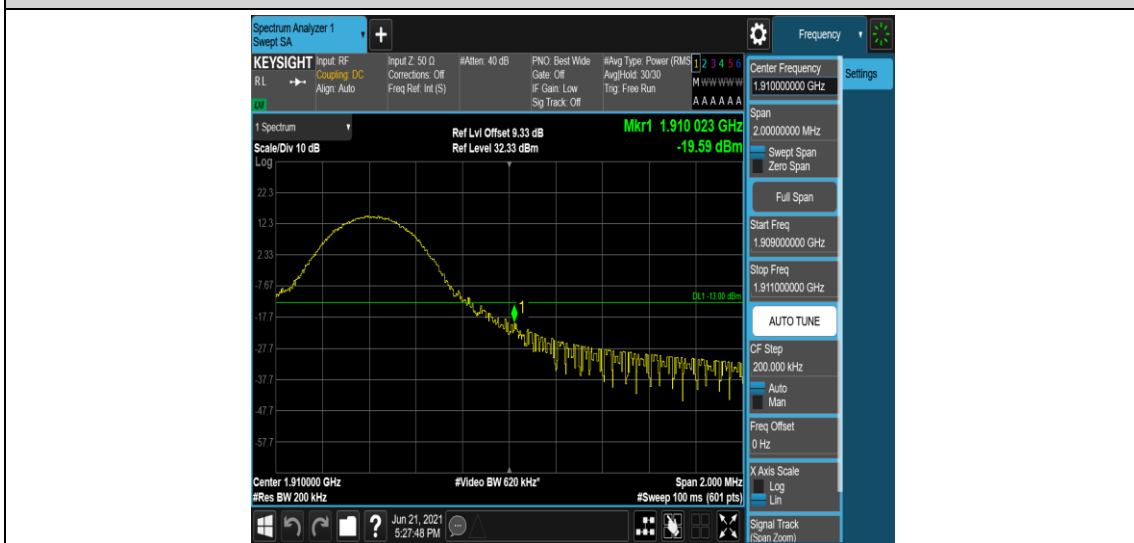 Spectrum Analyzer 1
Swept SA
+
Frequency
KEYSIGHT
RL
LXI
Input: RF
Coupling: DC
Align: Auto
Input Z: 50 Ω
Corrections: Off
Freq Ref: Int (S)
#Atten: 40 dB
PNO: Best Wide
Gate: Off
IF Gain: Low
Sig Track: Off
#Avg Type: Power (RMS
Avg|Hold: 30/30
Trig: Free Run
1 2 3 4 5 6
M W W W W W
A A A A A A
1 Spectrum
Scale/Div 10 dB
Log
Ref Lvl Offset 9.33 dB
Ref Level 32.33 dBm
Mkr1 1.910 023 GHz
-19.59 dBm
22.3
12.3
2.33
-7.67
-17.7
-27.7
-37.7
-47.7
-57.7
DL1 -13.00 dBm
1
Center 1.910000 GHz
#Res BW 200 kHz
#Video BW 620 kHz*
Span 2.000 MHz
#Sweep 100 ms (601 pts)
?
Jun 21, 2021
5:27:48 PM
Center Frequency
1.910000000 GHz
Settings
Span
2.00000000 MHz
Swept Span
Zero Span
Full Span
Start Freq
1.909000000 GHz
Stop Freq
1.911000000 GHz
AUTO TUNE
CF Step
200.000 kHz
Auto
Man
Freq Offset
0 Hz
X Axis Scale
Log
Lin
Signal Track
(Span Zoom)